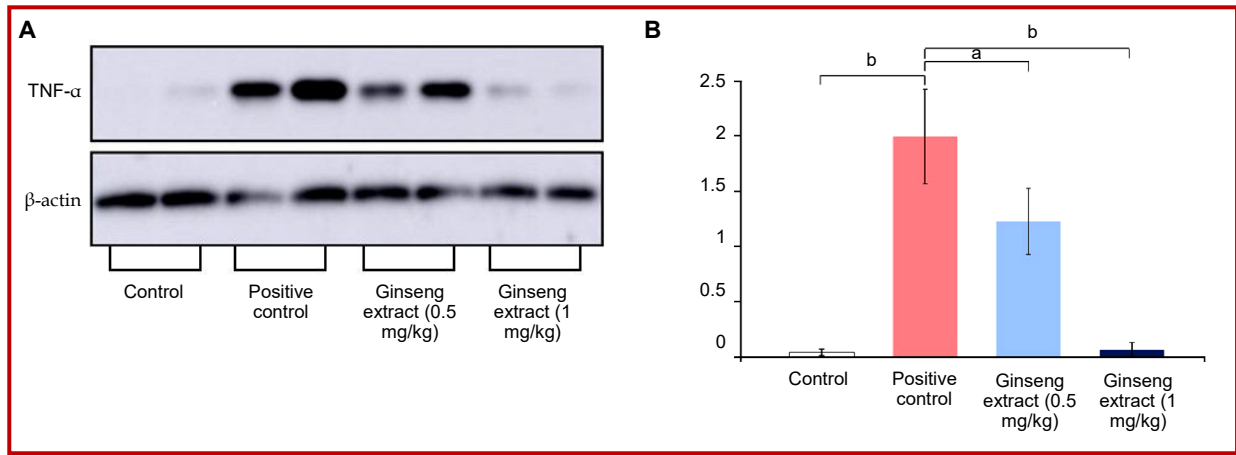 A
TNF-α
β-actin
Control
Positive
control
Ginseng
extract (0.5
mg/kg)
Ginseng
extract (1
mg/kg)
B
b
a
b
2.5
2
1.5
1
0.5
0
Control
Positive
control
Ginseng
extract (0.5
mg/kg)
Ginseng
extract (1
mg/kg)